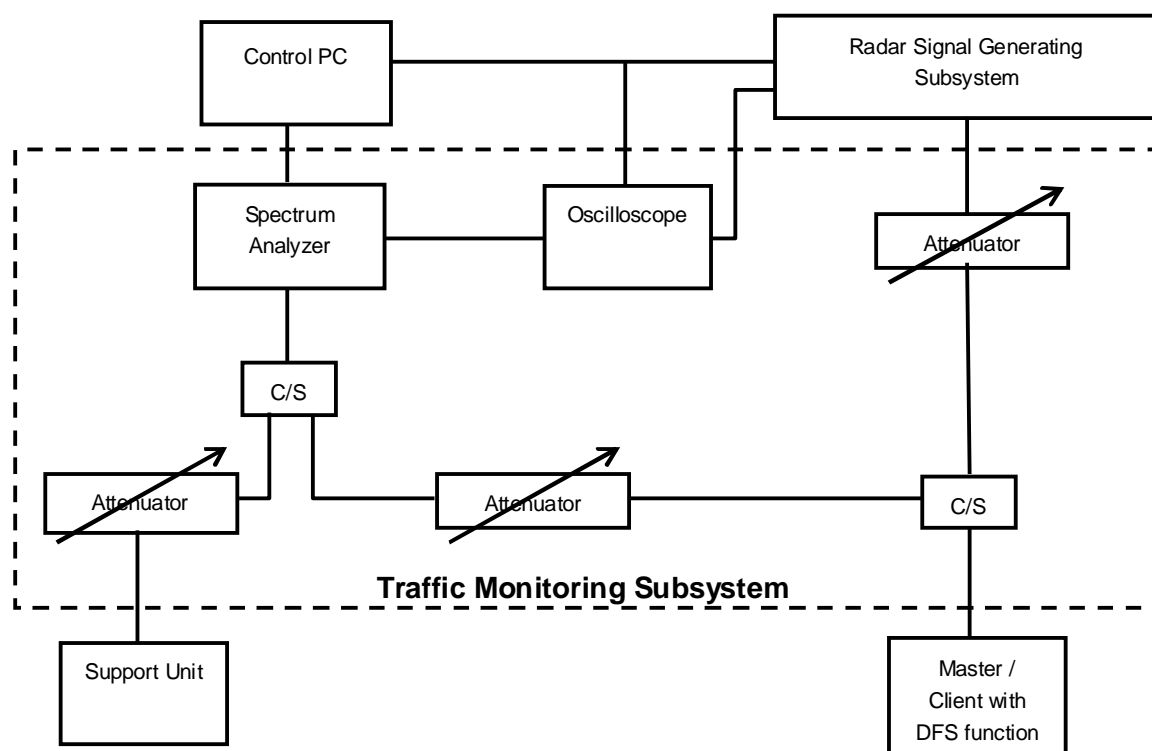 Control PC
Radar Signal Generating
Subsystem
Spectrum
Analyzer
Oscilloscope
Attenuator
C/S
Attenuator
Attenuator
C/S
Traffic Monitoring Subsystem
Support Unit
Master /
Client with
DFS function